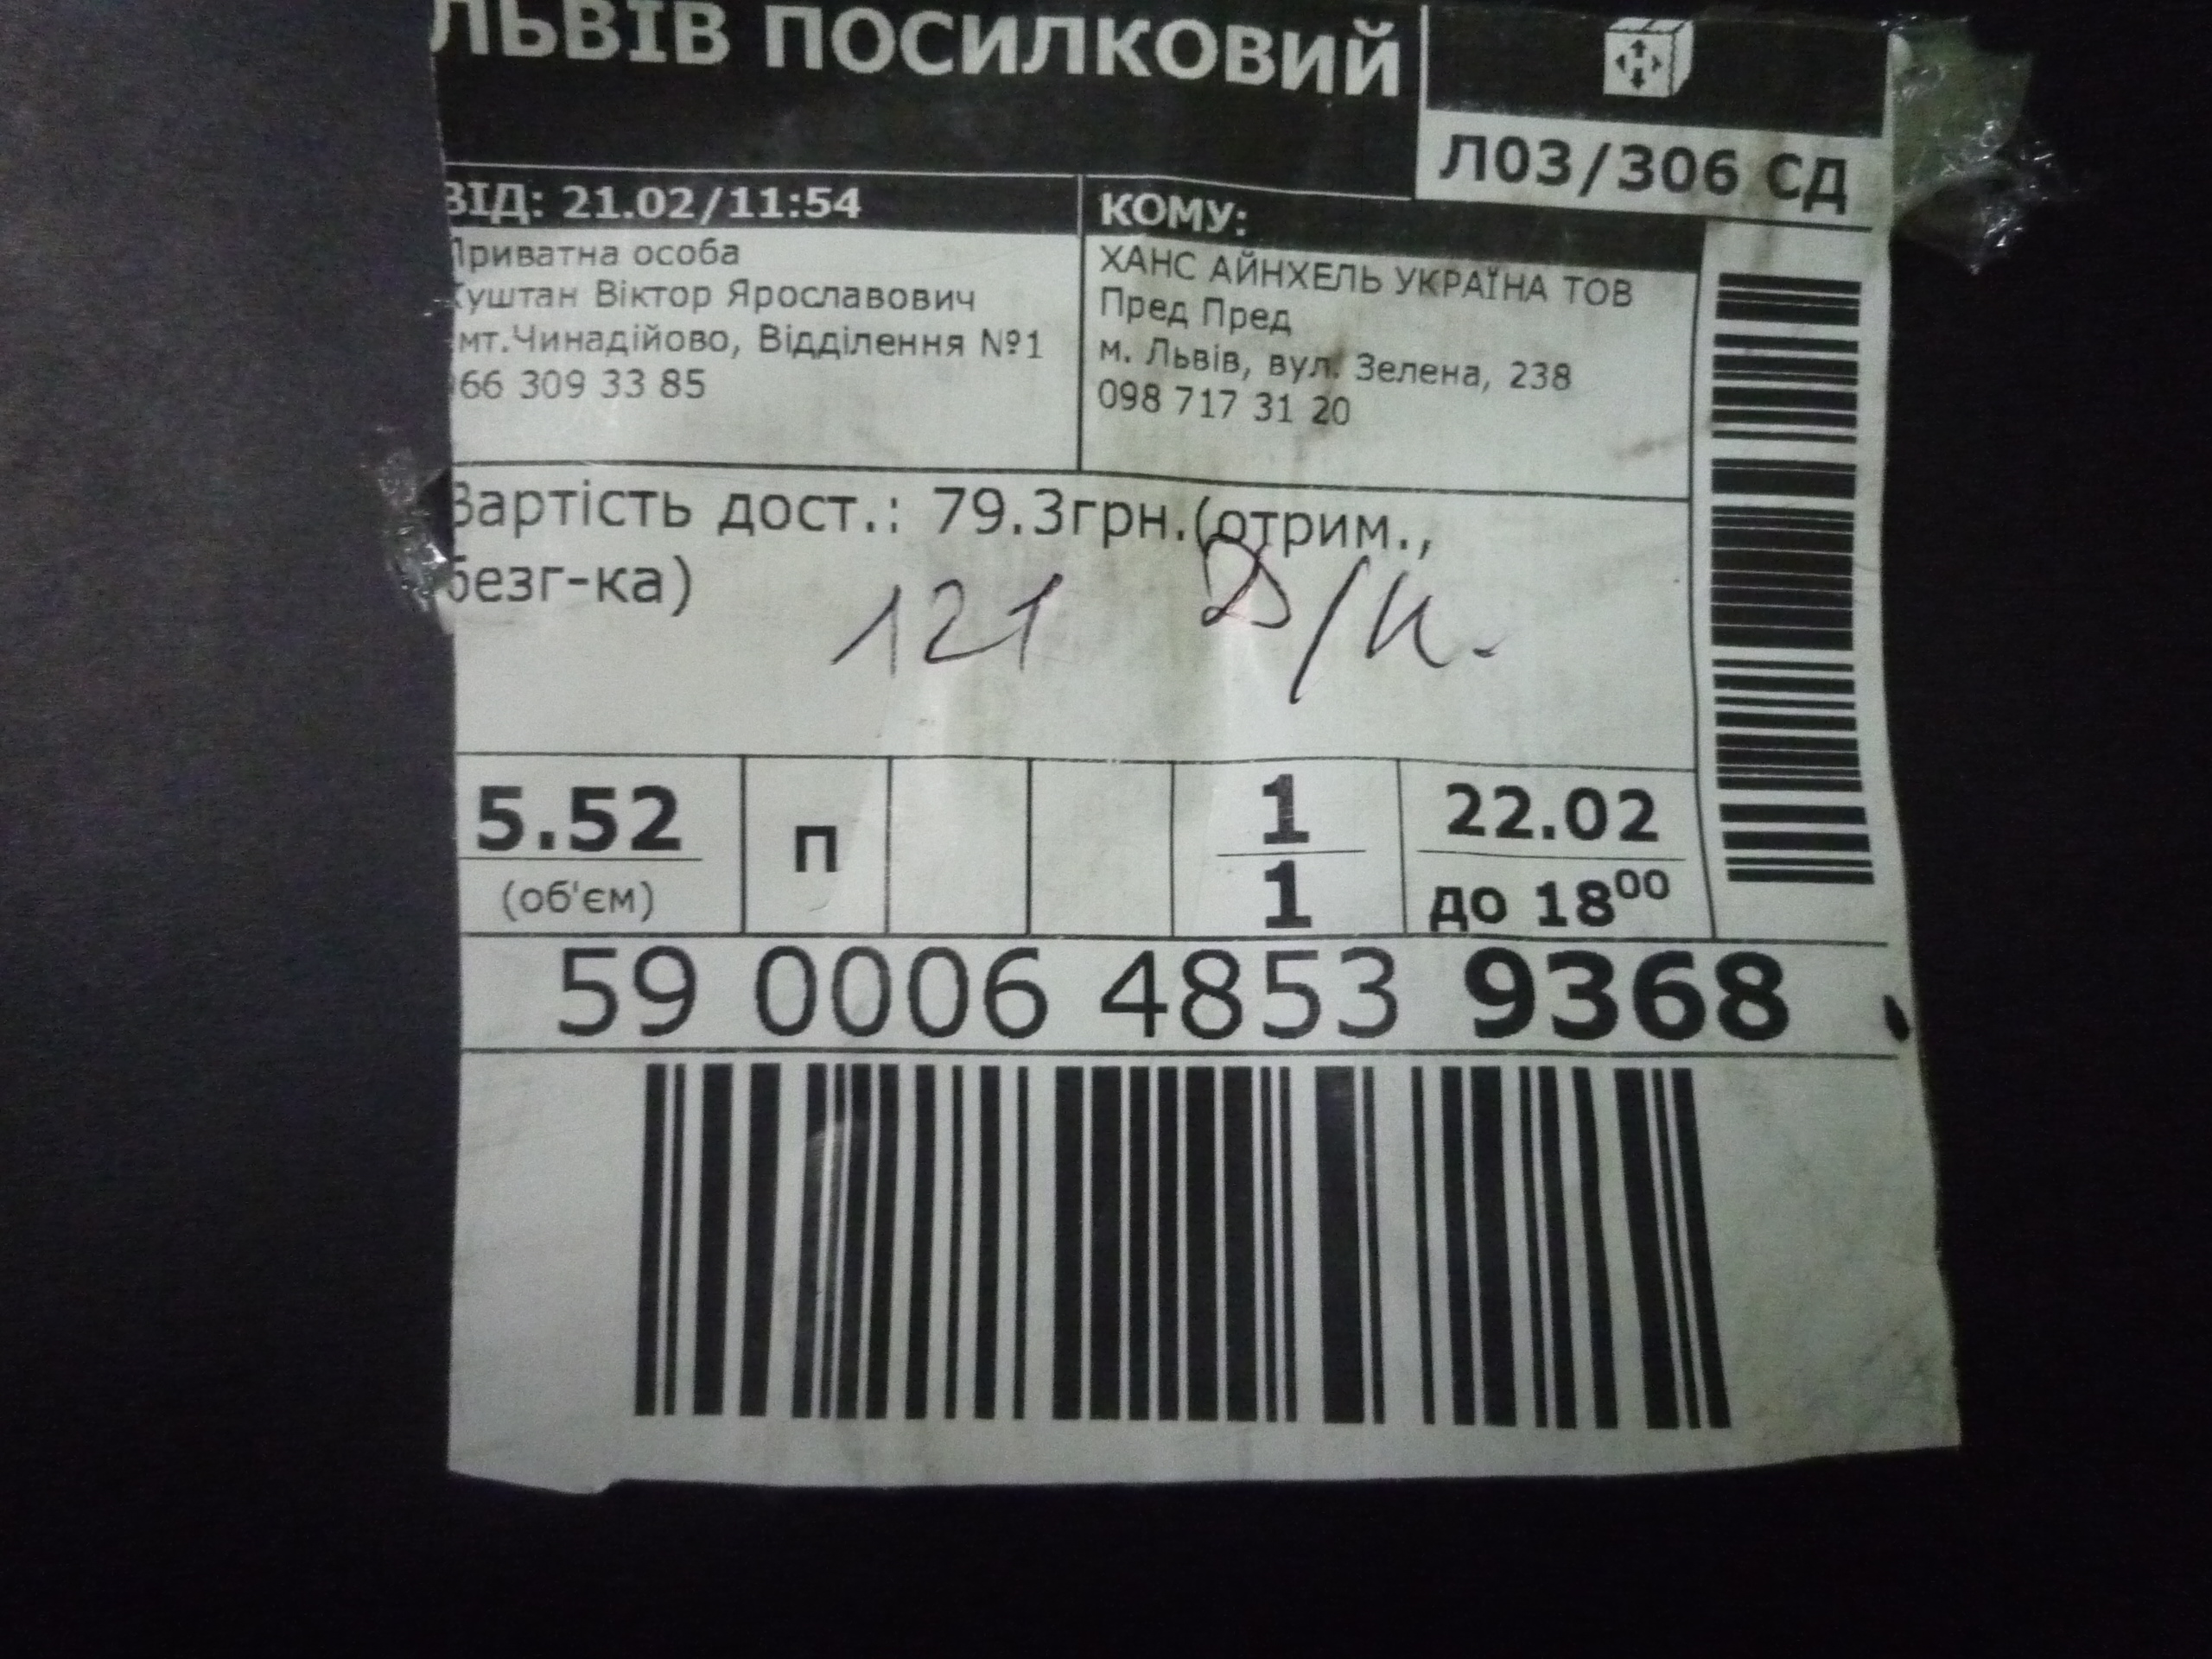 ЛЬВІВ ПОСИЛКОВИЙ
Л03/306 СД
ВІД: 21.02/11:54
Приватна особа
Куштан Віктор Ярославович
смт.Чинадійово, Відділення №1
066 309 33 85
КОМУ:
ХАНС АЙНХЕЛЬ УКРАЇНА ТОВ
Пред Пред
м. Львів, вул. Зелена, 238
098 717 31 20
Вартість дост.: 79.3грн.(отрим.,
безг-ка)
121
5.52
(об'єм)
П
1
1
22.02
до 18⁰⁰
59 0006 4853 9368